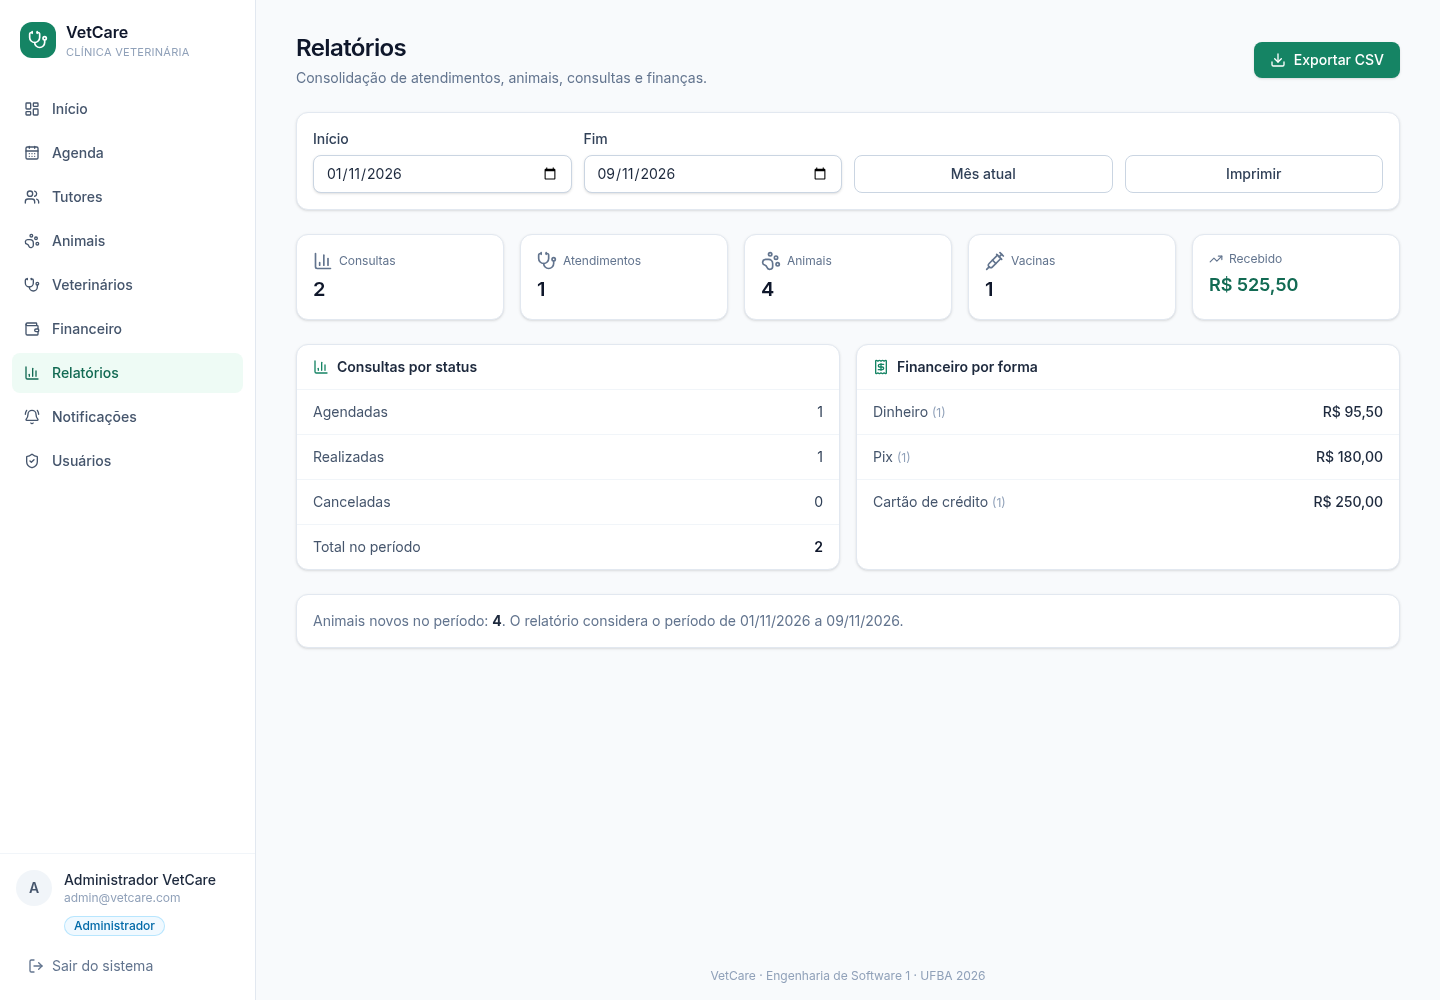 VetCare
CLÍNICA VETERINÁRIA
Início
Agenda
Tutores
Animais
Veterinários
Financeiro
Relatórios
Notificações
Usuários
A
Administrador VetCare
admin@vetcare.com
Administrador
Sair do sistema
Relatórios
Consolidação de atendimentos, animais, consultas e finanças.
Exportar CSV
Início
Fim
01/11/2026
09/11/2026
Mês atual
Imprimir
Consultas
2
Atendimentos
1
Animais
4
Vacinas
1
Recebido
R$ 525,50
Consultas por status
Agendadas 1
Realizadas 1
Canceladas 0
Total no período 2
Financeiro por forma
Dinheiro (1) R$ 95,50
Pix (1) R$ 180,00
Cartão de crédito (1) R$ 250,00
Animais novos no período: 4. O relatório considera o período de 01/11/2026 a 09/11/2026.
VetCare · Engenharia de Software 1 · UFBA 2026